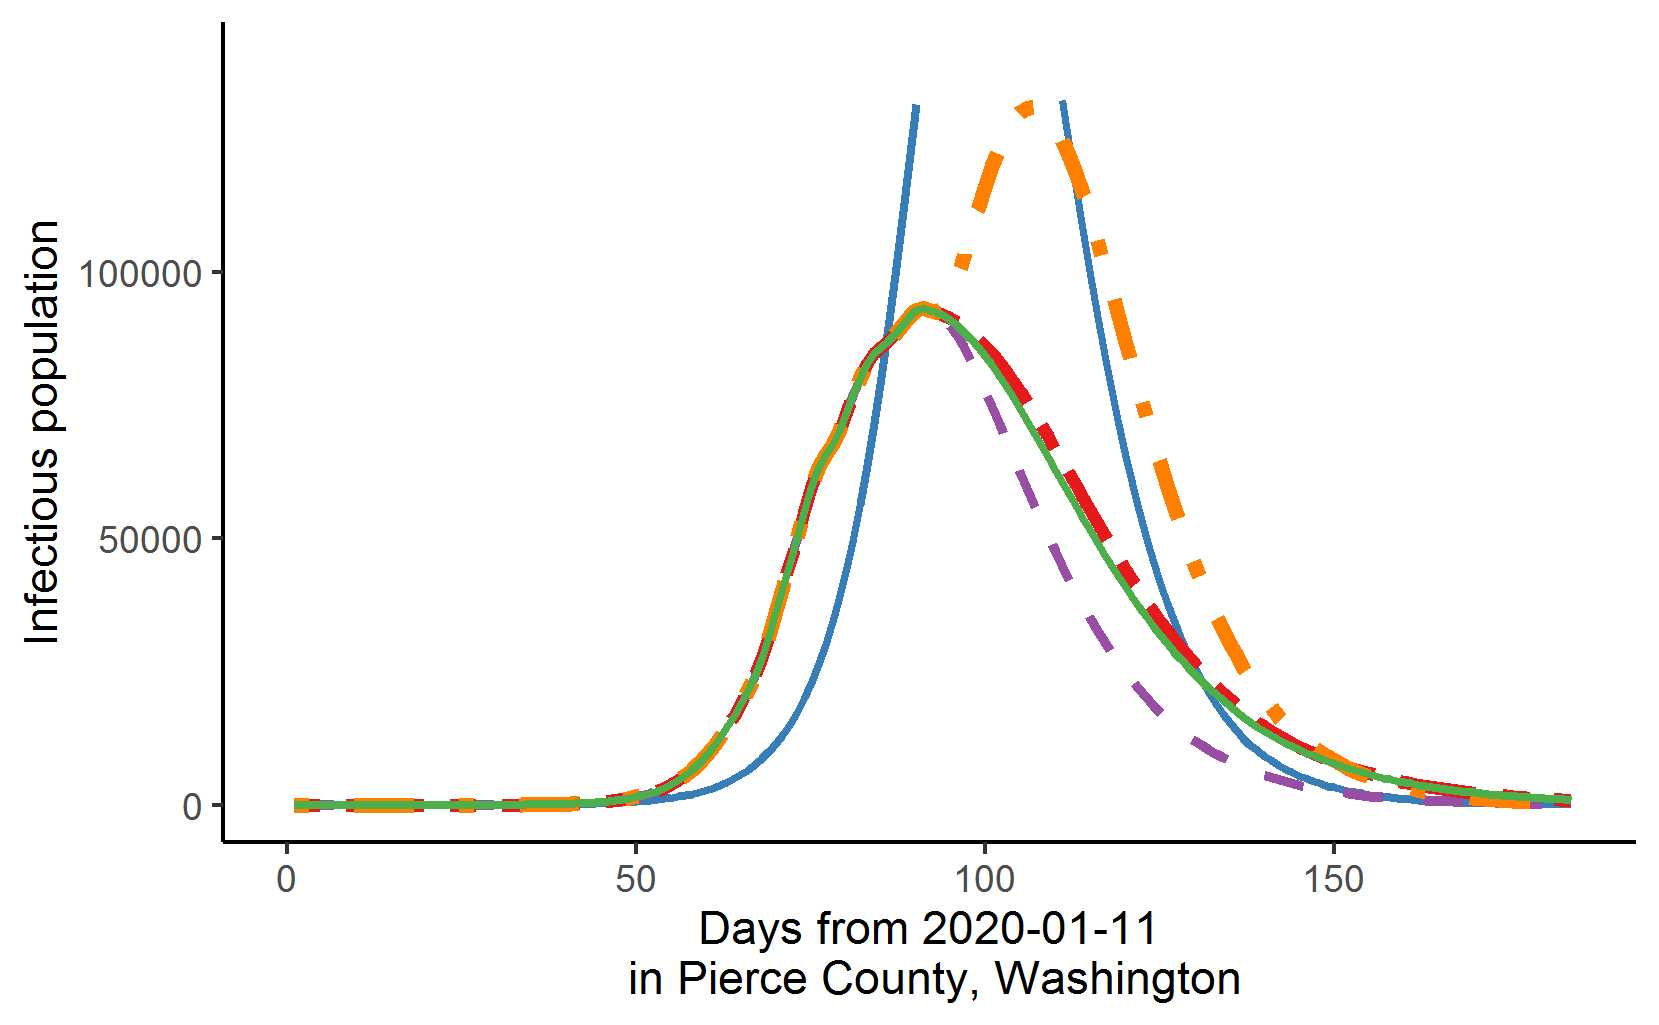 Infectious population
100000
50000
0
0 50 100 150
Days from 2020-01-11
in Pierce County, Washington